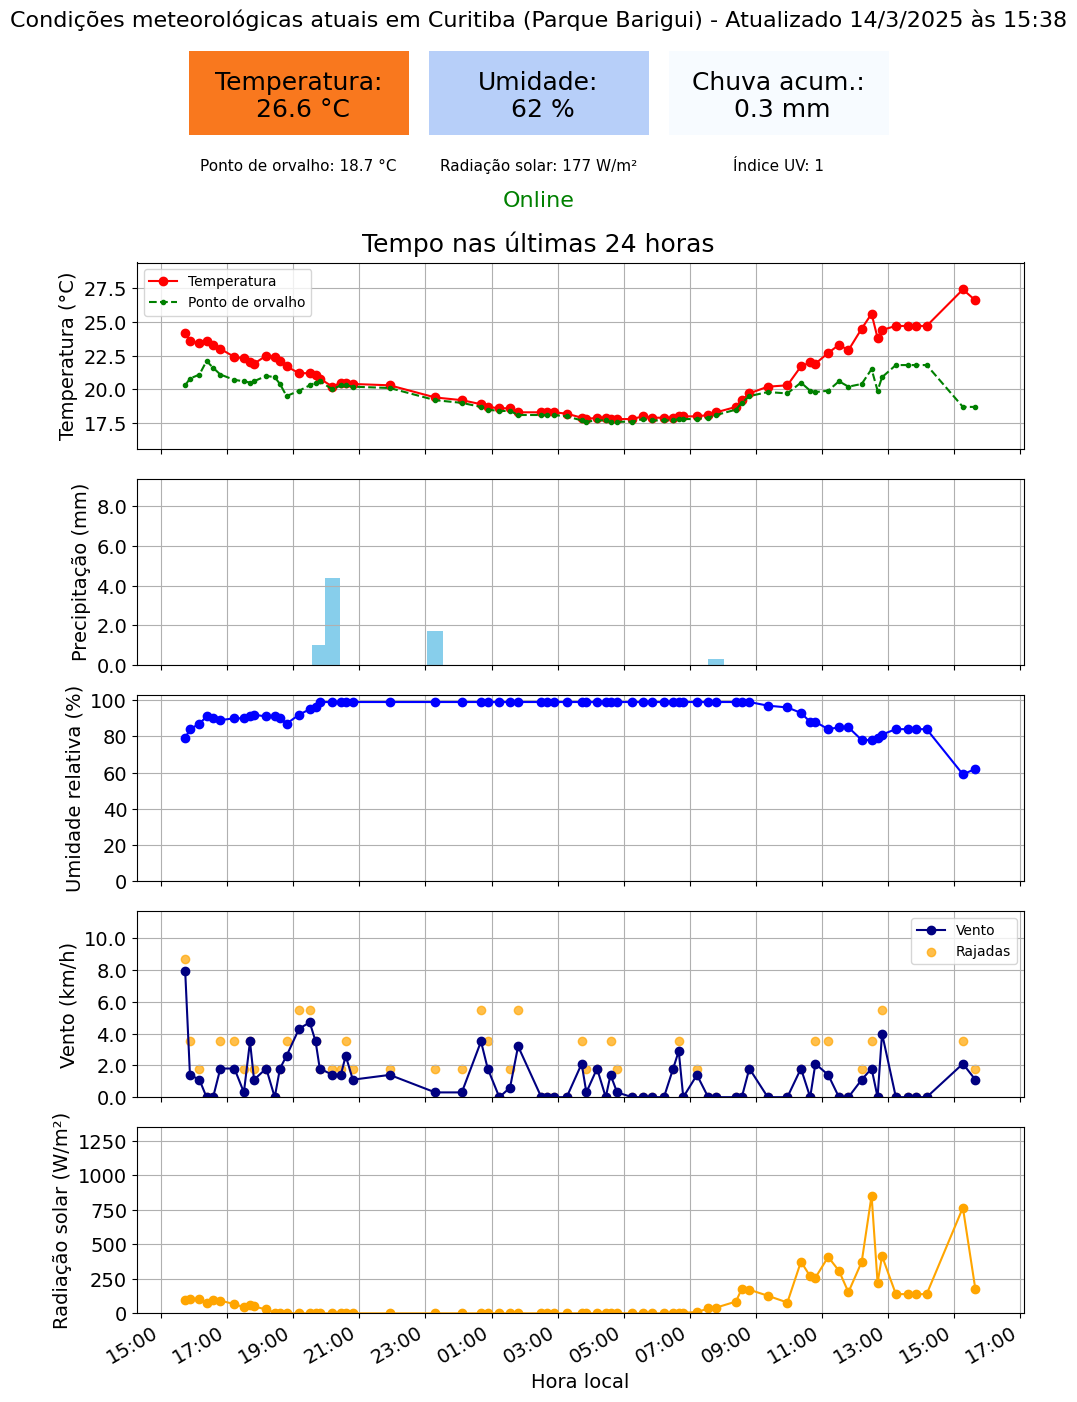 Condições meteorológicas atuais em Curitiba (Parque Barigui) - Atualizado 14/3/2025 às 15:38
Temperatura:
26.6 °C
Umidade:
62 %
Chuva acum.:
0.3 mm
Ponto de orvalho: 18.7 °C
Radiação solar: 177 W/m²
Índice UV: 1
Online
Tempo nas últimas 24 horas
Temperatura (°C)
27.5
25.0
22.5
20.0
17.5
Temperatura
Ponto de orvalho
Precipitação (mm)
8.0
6.0
4.0
2.0
0.0
Umidade relativa (%)
100
80
60
40
20
0
Vento (km/h)
10.0
8.0
6.0
4.0
2.0
0.0
Vento
Rajadas
Radiação solar (W/m²)
1250
1000
750
500
250
0
15:00
17:00
19:00
21:00
23:00
01:00
03:00
05:00
07:00
09:00
11:00
13:00
15:00
17:00
Hora local